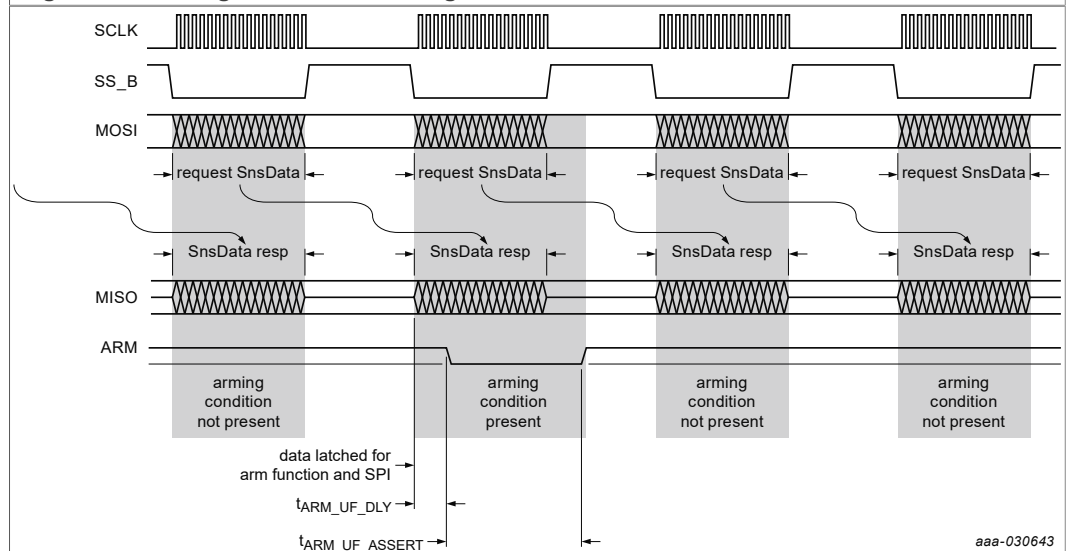 SCLK
SS_B
MOSI
request SnsData request SnsData request SnsData request SnsData
SnsData resp SnsData resp SnsData resp SnsData resp
MISO
ARM
arming arming arming arming
condition condition condition condition
not present present not present not present
data latched for
arm function and SPI
tARM_UF_DLY
tARM_UF_ASSERT
aaa-030643